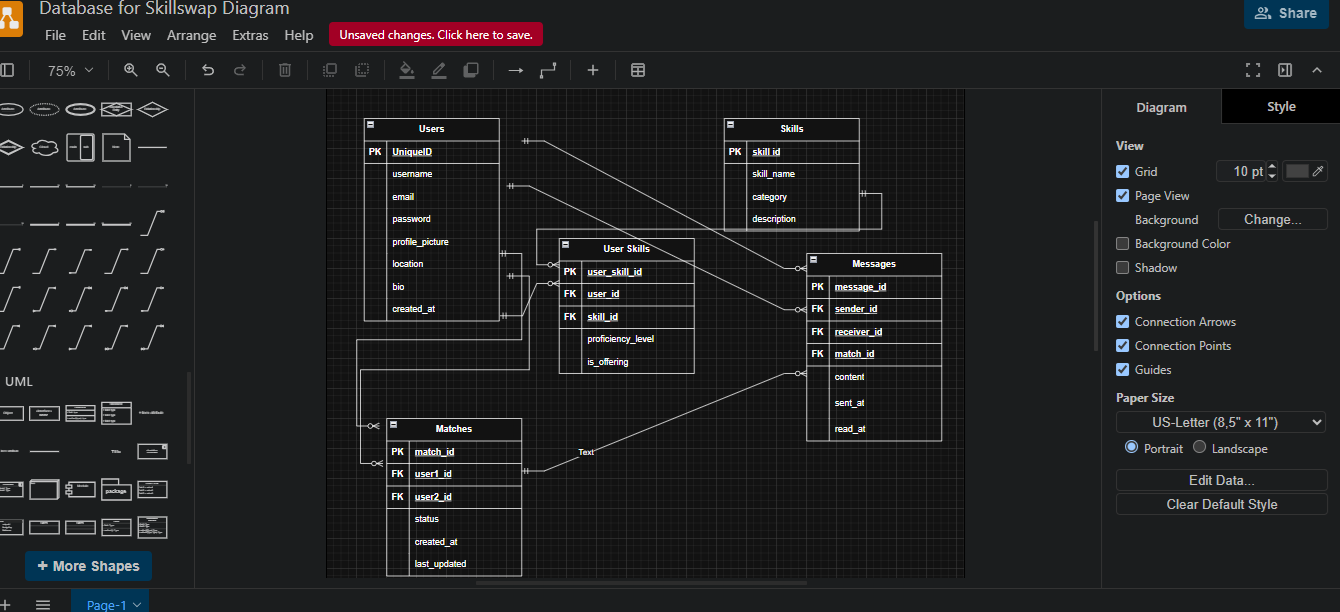 Database for Skillswap Diagram
File Edit View Arrange Extras Help Unsaved changes. Click here to save.
Share
75%
Diagram Style
View
Grid 10 pt
Page View
Background Change...
Background Color
Shadow
Options
Connection Arrows
Connection Points
Guides
Paper Size
US-Letter (8,5" x 11")
Portrait Landscape
Edit Data...
Clear Default Style
UML
package
+ More Shapes
Page-1
Users
PK UniqueID
username
email
password
profile_picture
location
bio
created_at
Skills
PK skill id
skill_name
category
description
User Skills
PK user_skill_id
FK user_id
FK skill_id
proficiency_level
is_offering
Messages
PK message_id
FK sender_id
FK receiver_id
FK match_id
content
sent_at
read_at
Matches
PK match_id
FK user1_id
FK user2_id
status
created_at
last_updated
Text